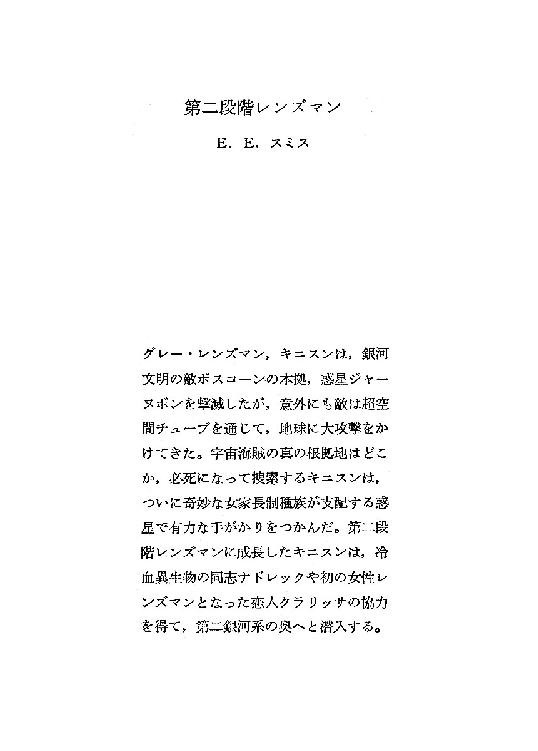 第二段階レンズマン
E．E．スミス
グレー・レンズマン，キニスンは，銀河
文明の敵ボスコーンの本拠，惑星ジャー
ヌボンを撃滅したが，意外にも敵は超空
間チューブを通じて，地球に大攻撃をか
けてきた。宇宙海賊の真の根拠地はどこ
か，必死になって捜索するキニスンは，
ついに奇妙な女家長制種族が支配する惑
星で有力な手がかりをつかんだ。第二段
階レンズマンに成長したキニスンは，冷
血異生物の同志ナドレックや初の女性レ
ンズマンとなった恋人クラリッサの協力
を得て，第二銀河系の奥へと潜入する。